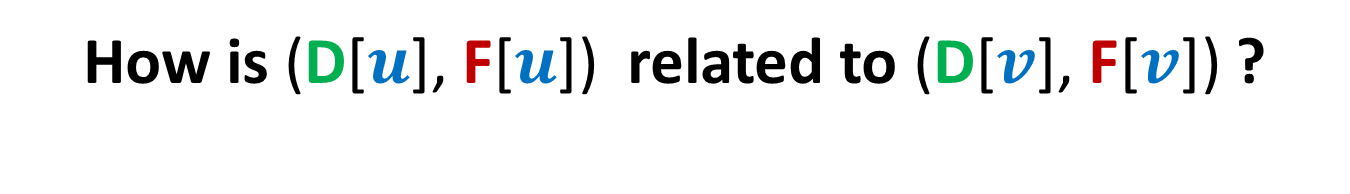 How is (D[u], F[u]) related to (D[v], F[v]) ?